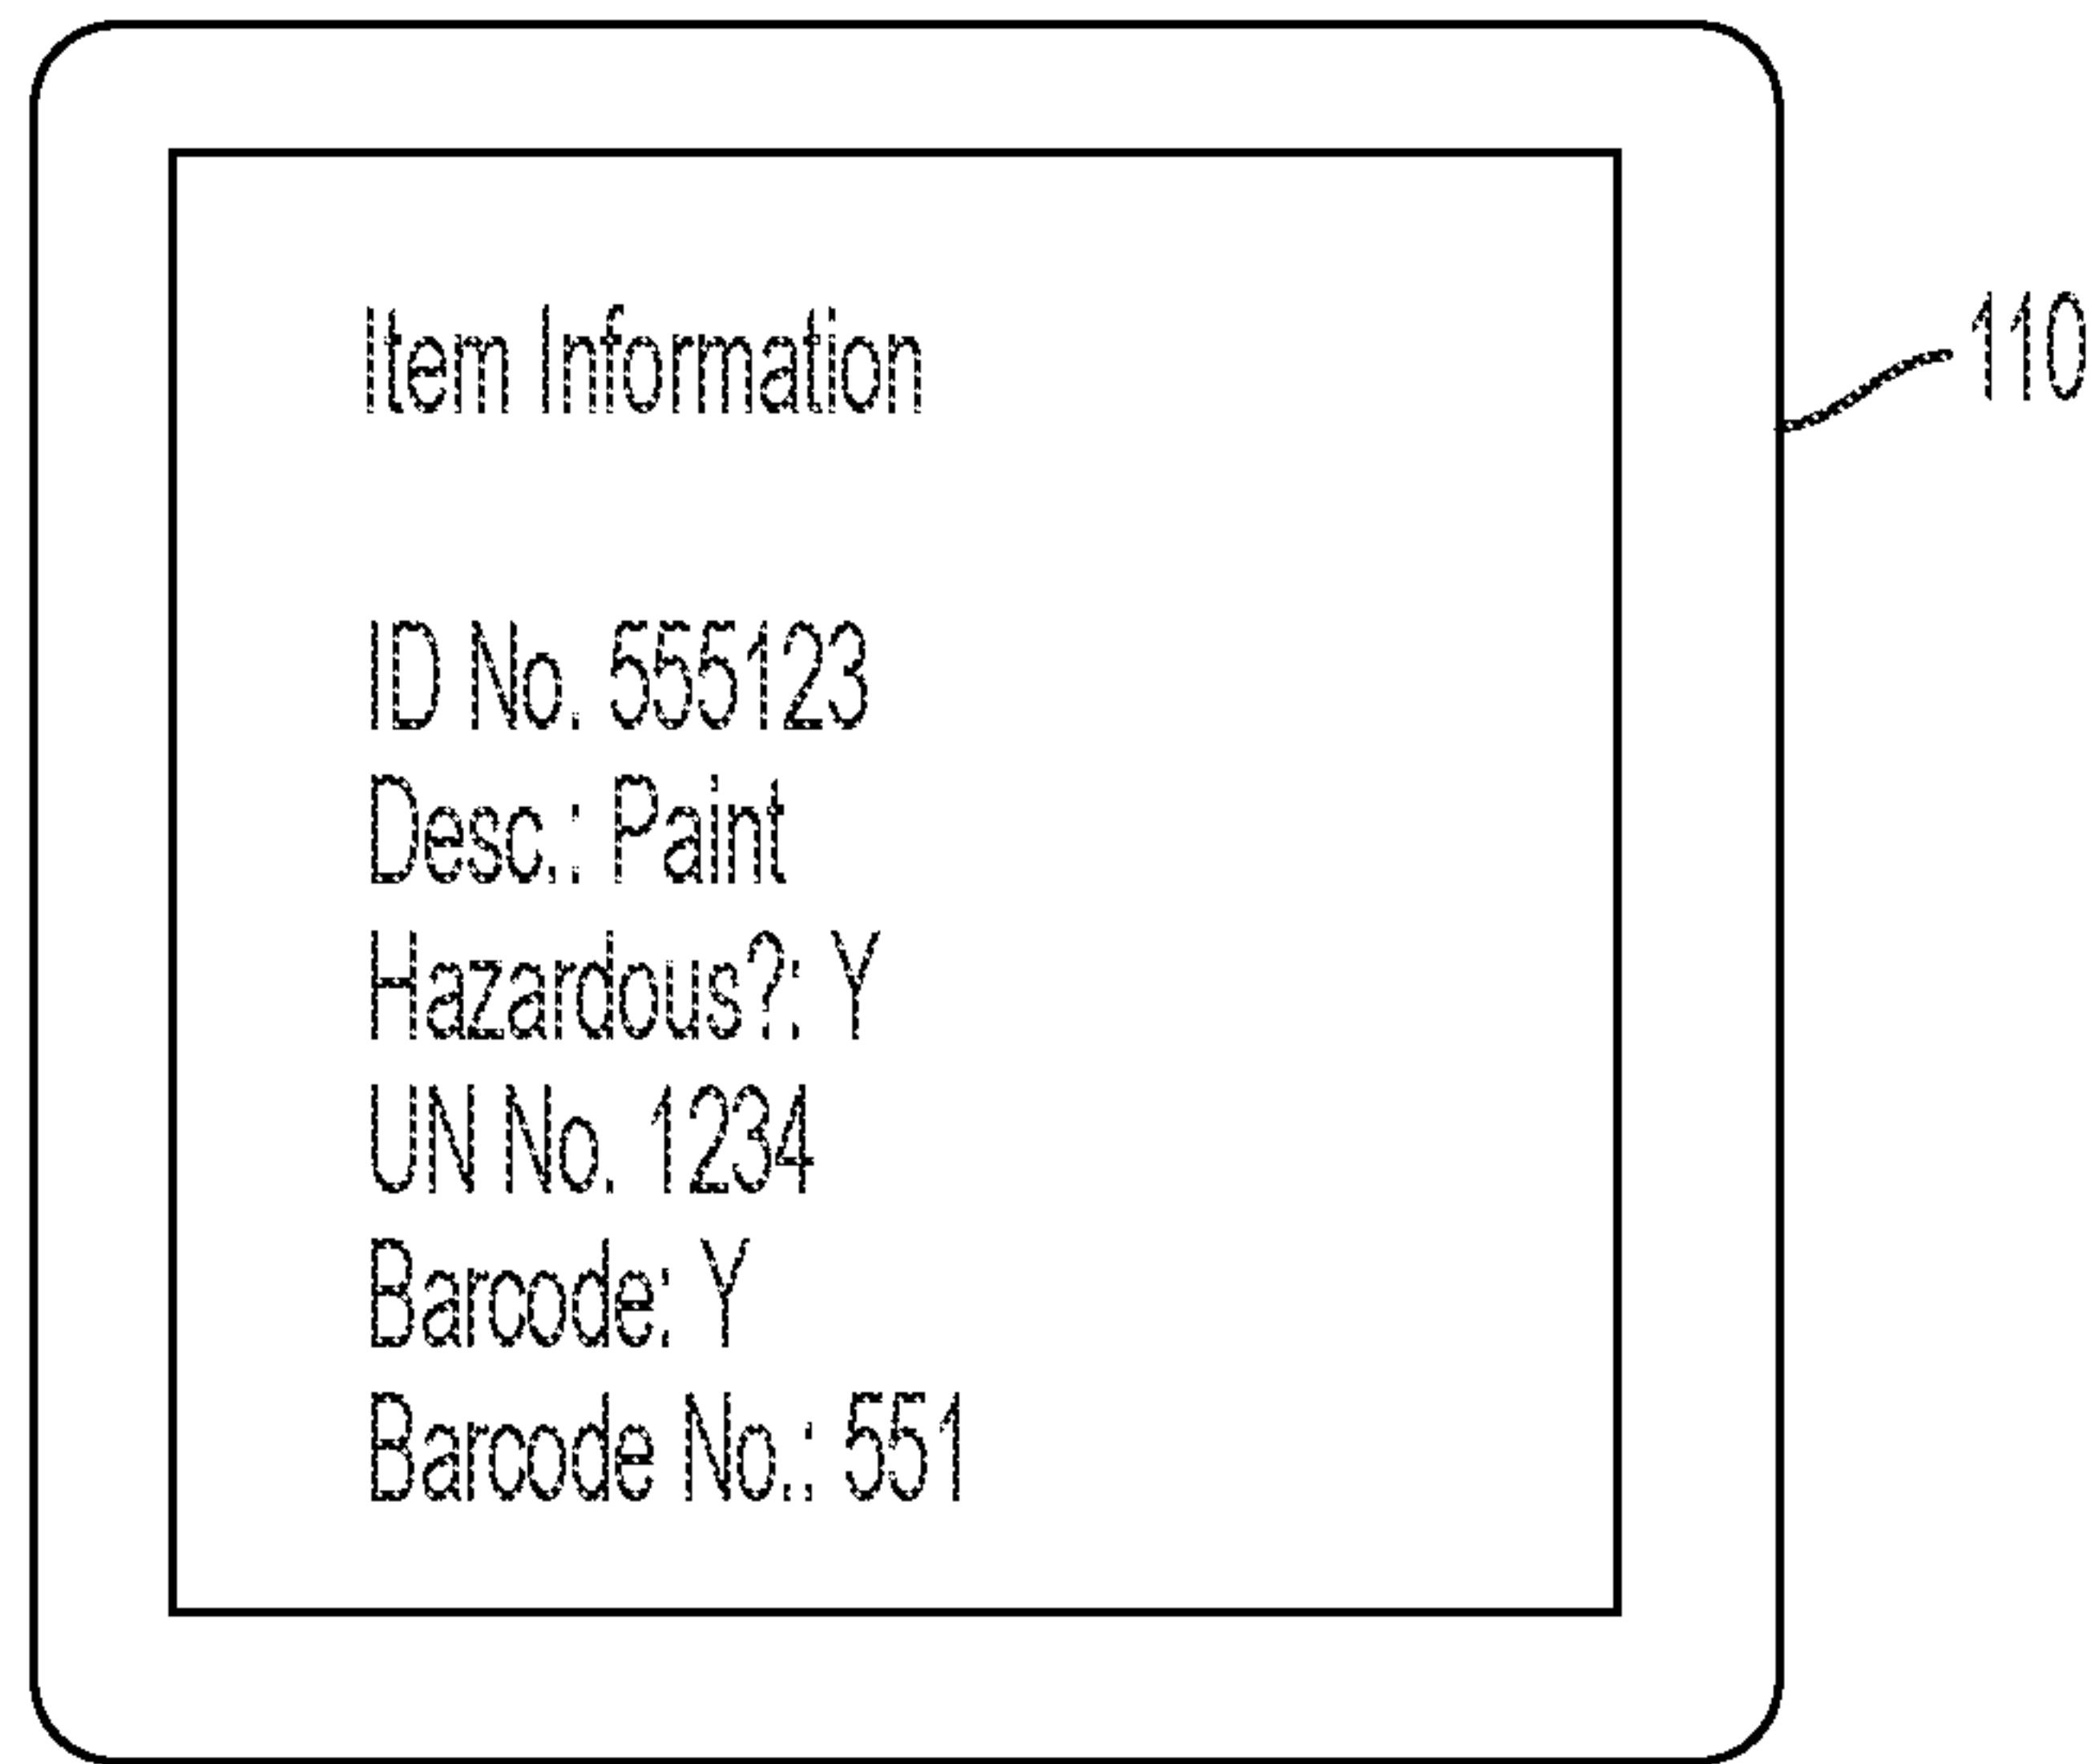 Item Information
110
ID No. 555123
Desc.: Paint
Hazardous?: Y
UN No. 1234
Barcode: Y
Barcode No.: 551